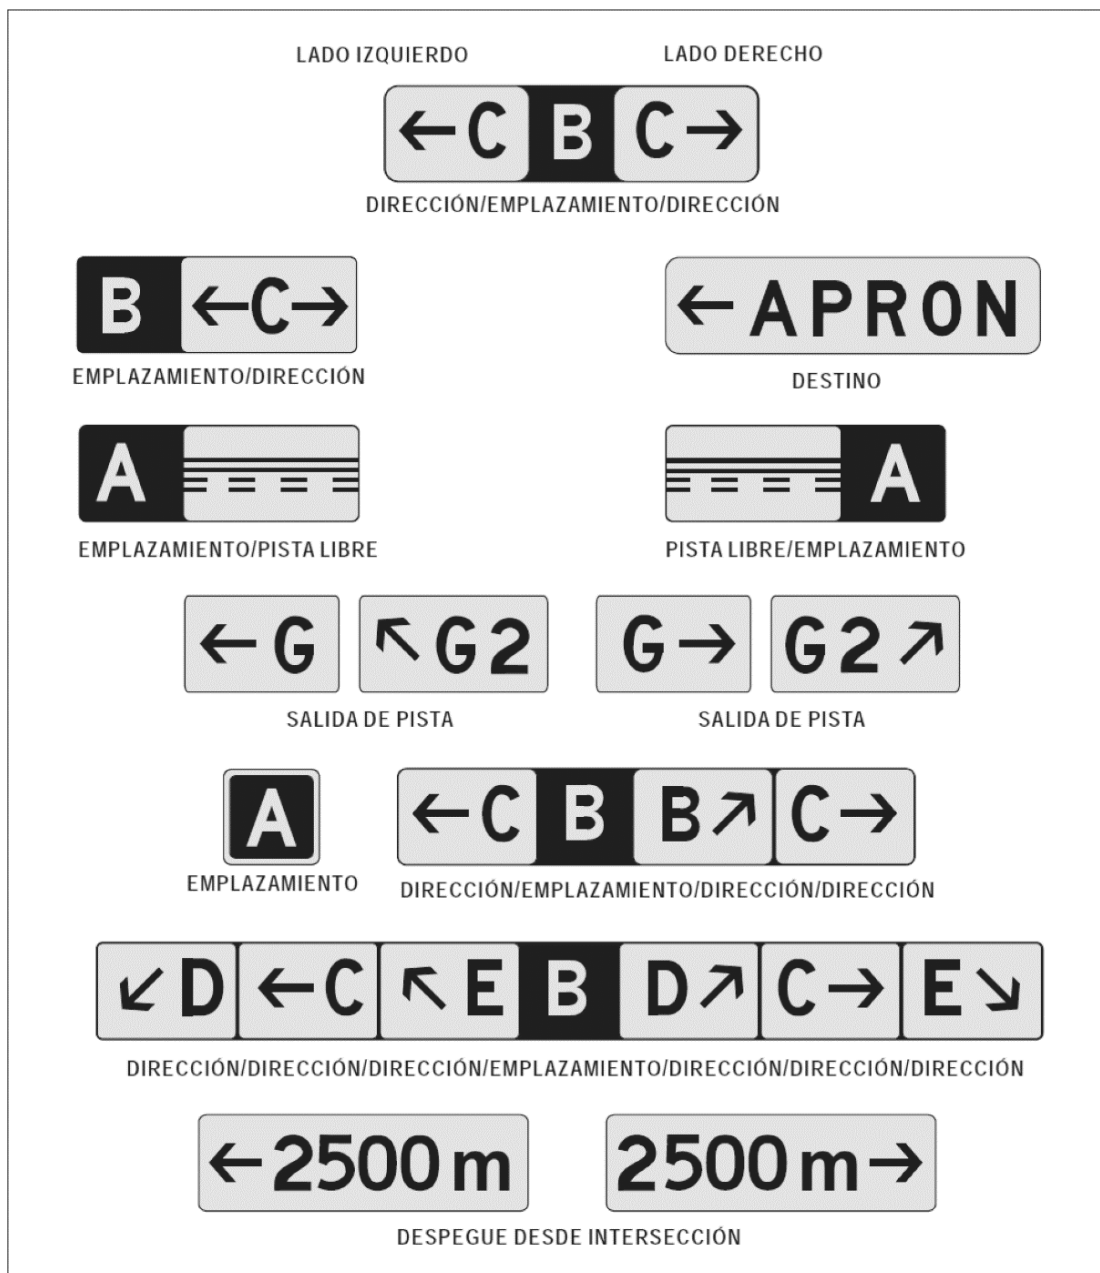 LADO IZQUIERDO LADO DERECHO
←C B C→
DIRECCIÓN/EMPLAZAMIENTO/DIRECCIÓN
B ←C→
EMPLAZAMIENTO/DIRECCIÓN
←APRON
DESTINO
A
EMPLAZAMIENTO/PISTA LIBRE
A
PISTA LIBRE/EMPLAZAMIENTO
←G ↖G2
SALIDA DE PISTA
G→ G2↗
SALIDA DE PISTA
A
EMPLAZAMIENTO
←C B B↗ C→
DIRECCIÓN/EMPLAZAMIENTO/DIRECCIÓN/DIRECCIÓN
↙D ←C ↖E B D↗ C→ E↘
DIRECCIÓN/DIRECCIÓN/DIRECCIÓN/EMPLAZAMIENTO/DIRECCIÓN/DIRECCIÓN/DIRECCIÓN
←2500 m 2500 m→
DESPEGUE DESDE INTERSECCIÓN